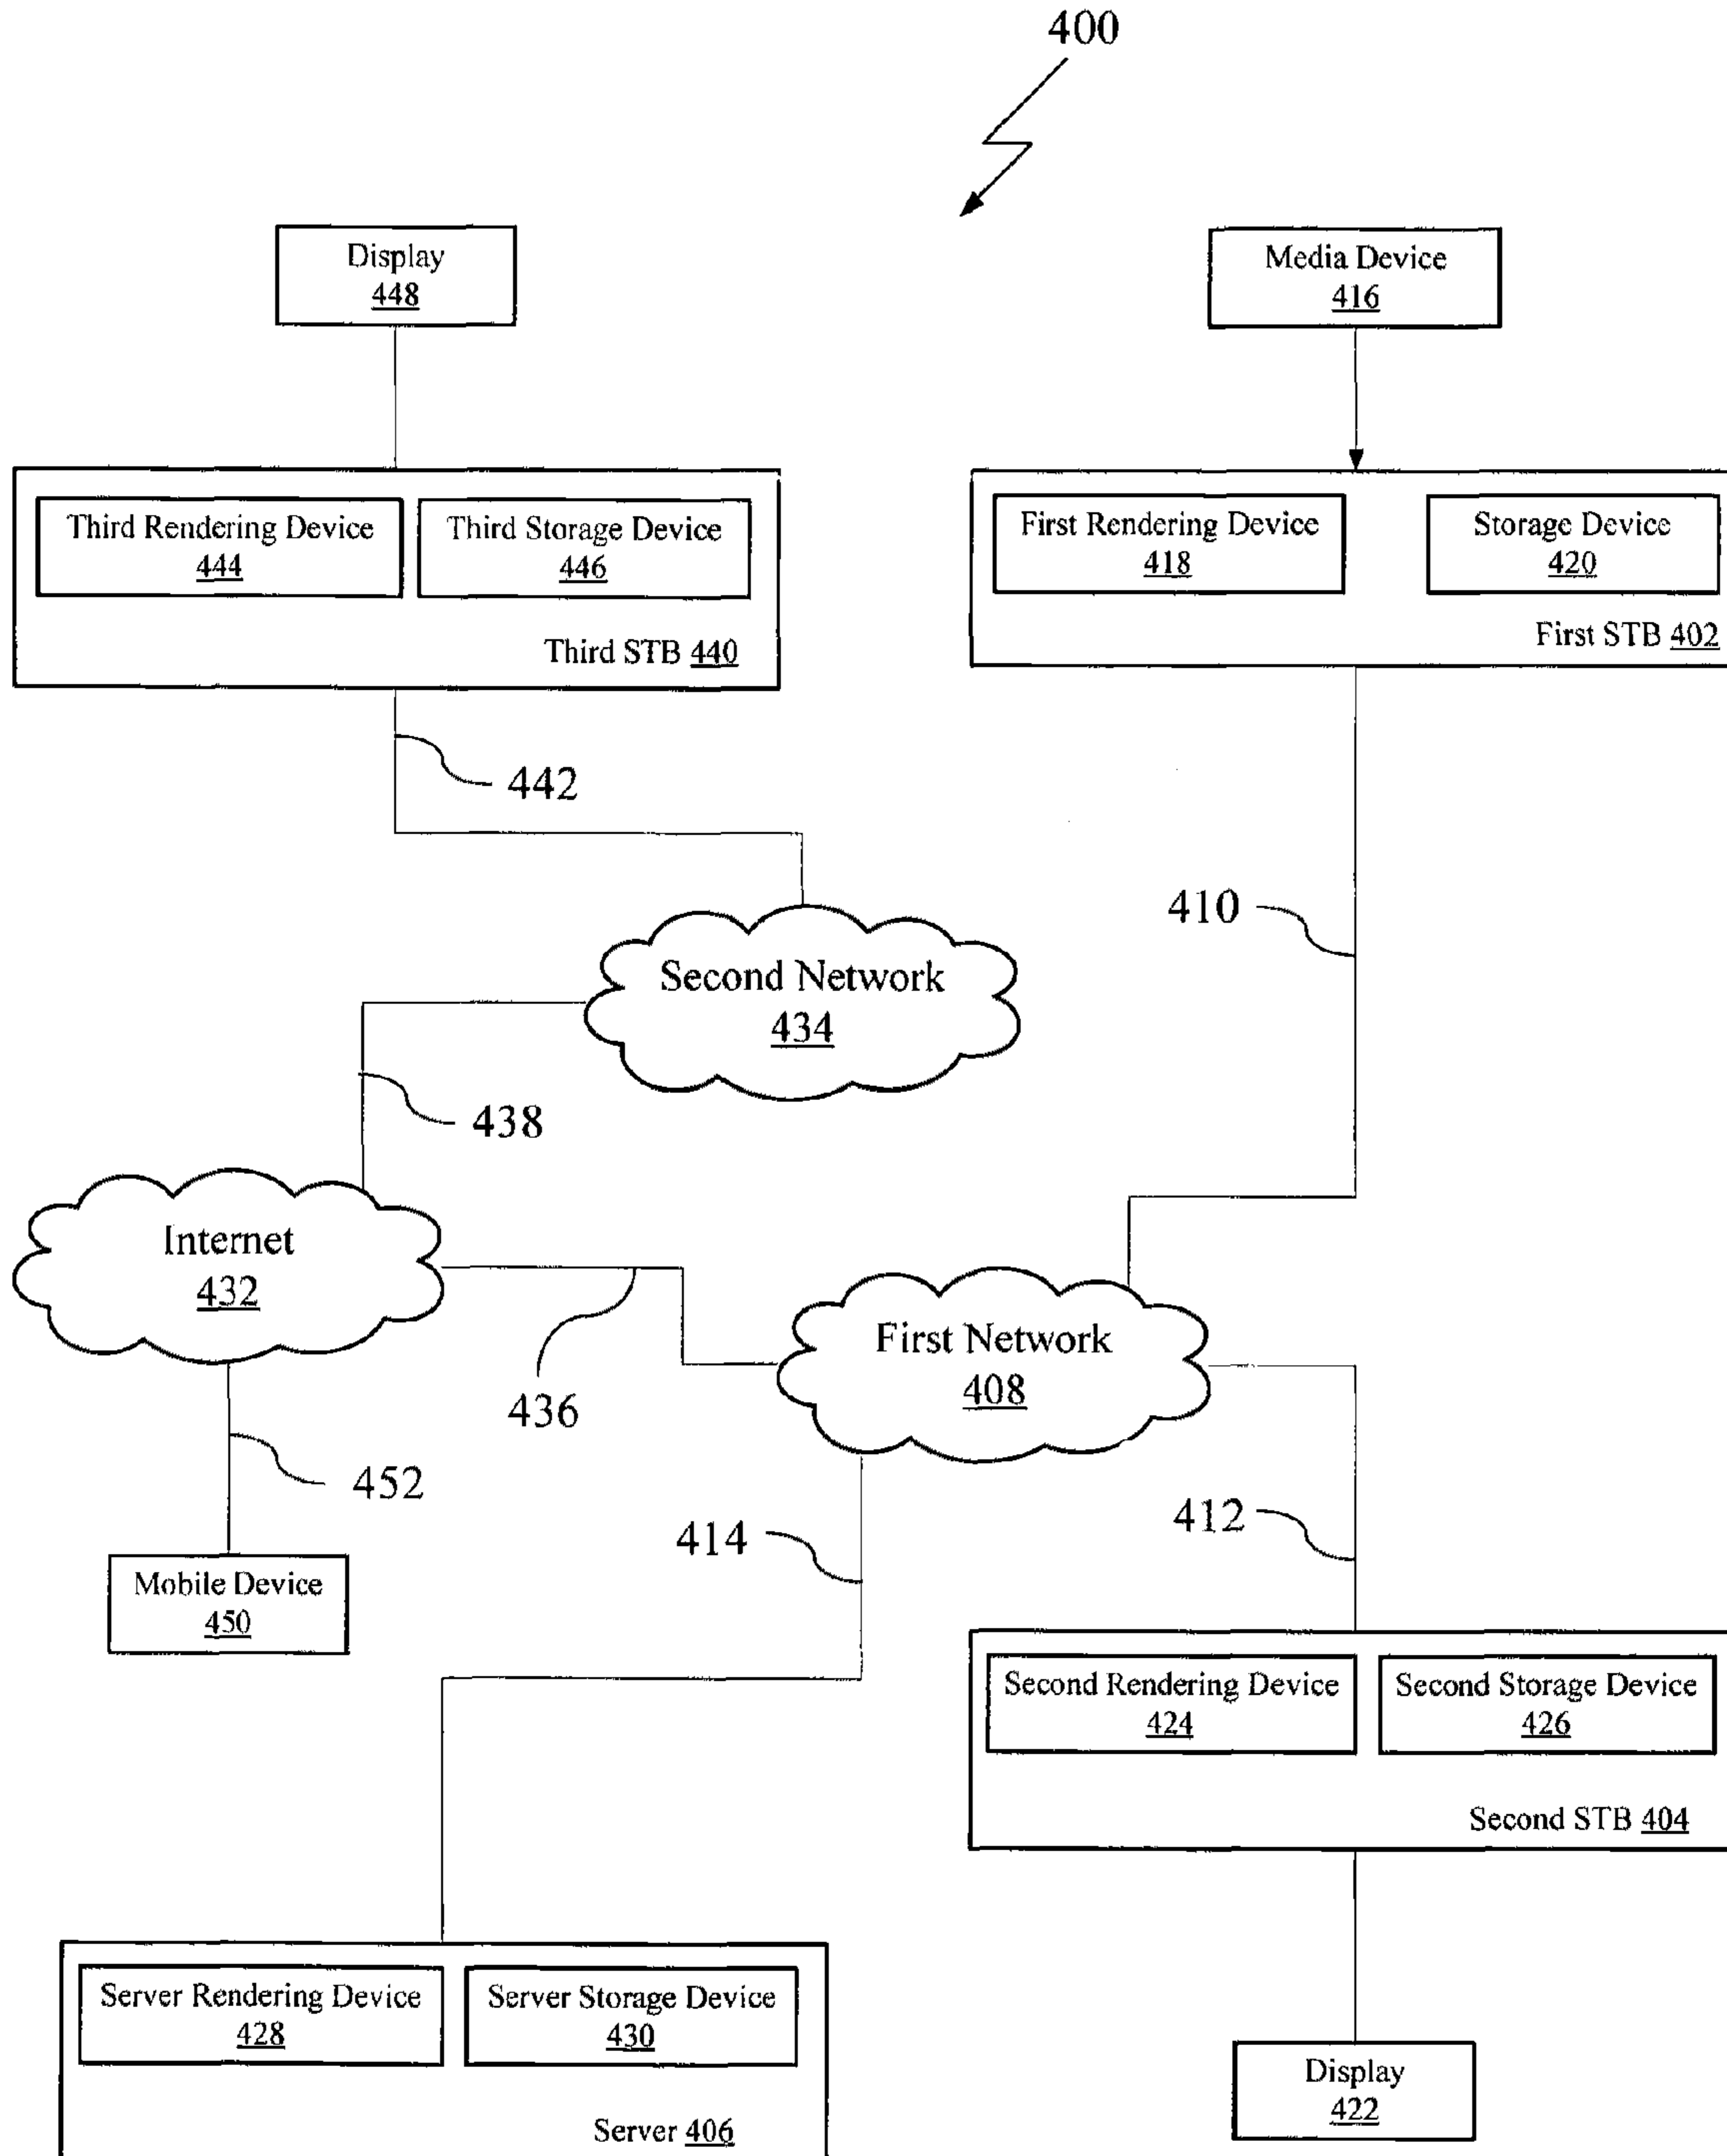 400
Display
448
Media Device
416
Third Rendering Device
444
Third Storage Device
446
Third STB 440
First Rendering Device
418
Storage Device
420
First STB 402
442
410
Second Network
434
438
Internet
432
First Network
408
436
452
414
412
Mobile Device
450
Second Rendering Device
424
Second Storage Device
426
Second STB 404
Server Rendering Device
428
Server Storage Device
430
Server 406
Display
422